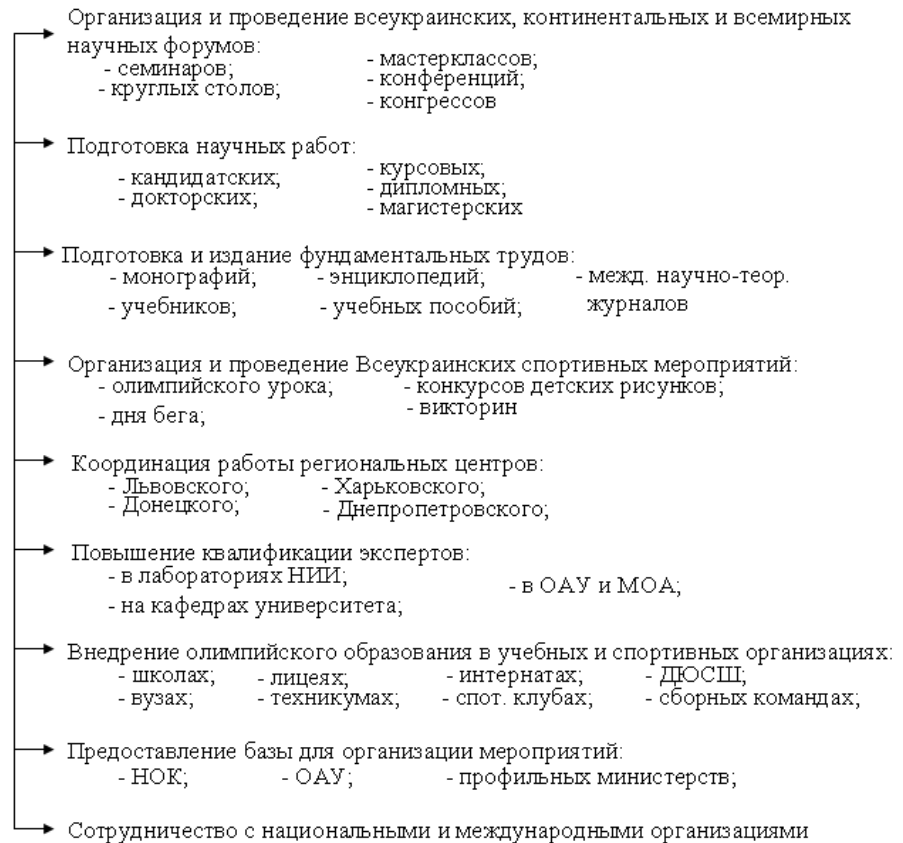 Организация и проведение всеукраинских, континентальных и всемирных
научных форумов:
- семинаров; - мастерклассов;
- круглых столов; - конференций;
- конгрессов
Подготовка научных работ:
- кандидатских; - курсовых;
- докторских; - дипломных;
- магистерских
Подготовка и издание фундаментальных трудов:
- монографий; - энциклопедий; - межд. научно-теор.
- учебников; - учебных пособий; журналов
Организация и проведение Всеукраинских спортивных мероприятий:
- олимпийского урока; - конкурсов детских рисунков;
- дня бега; - викторин
Координация работы региональных центров:
- Львовского; - Харьковского;
- Донецкого; - Днепропетровского;
Повышение квалификации экспертов:
- в лабораториях НИИ; - в ОАУ и МОА;
- на кафедрах университета;
Внедрение олимпийского образования в учебных и спортивных организациях:
- школах; - лицеях; - интернатах; - ДЮСШ;
- вузах; - техникумах; - спот. клубах; - сборных командах;
Предоставление базы для организации мероприятий:
- НОК; - ОАУ; - профильных министерств;
Сотрудничество с национальными и международными организациями